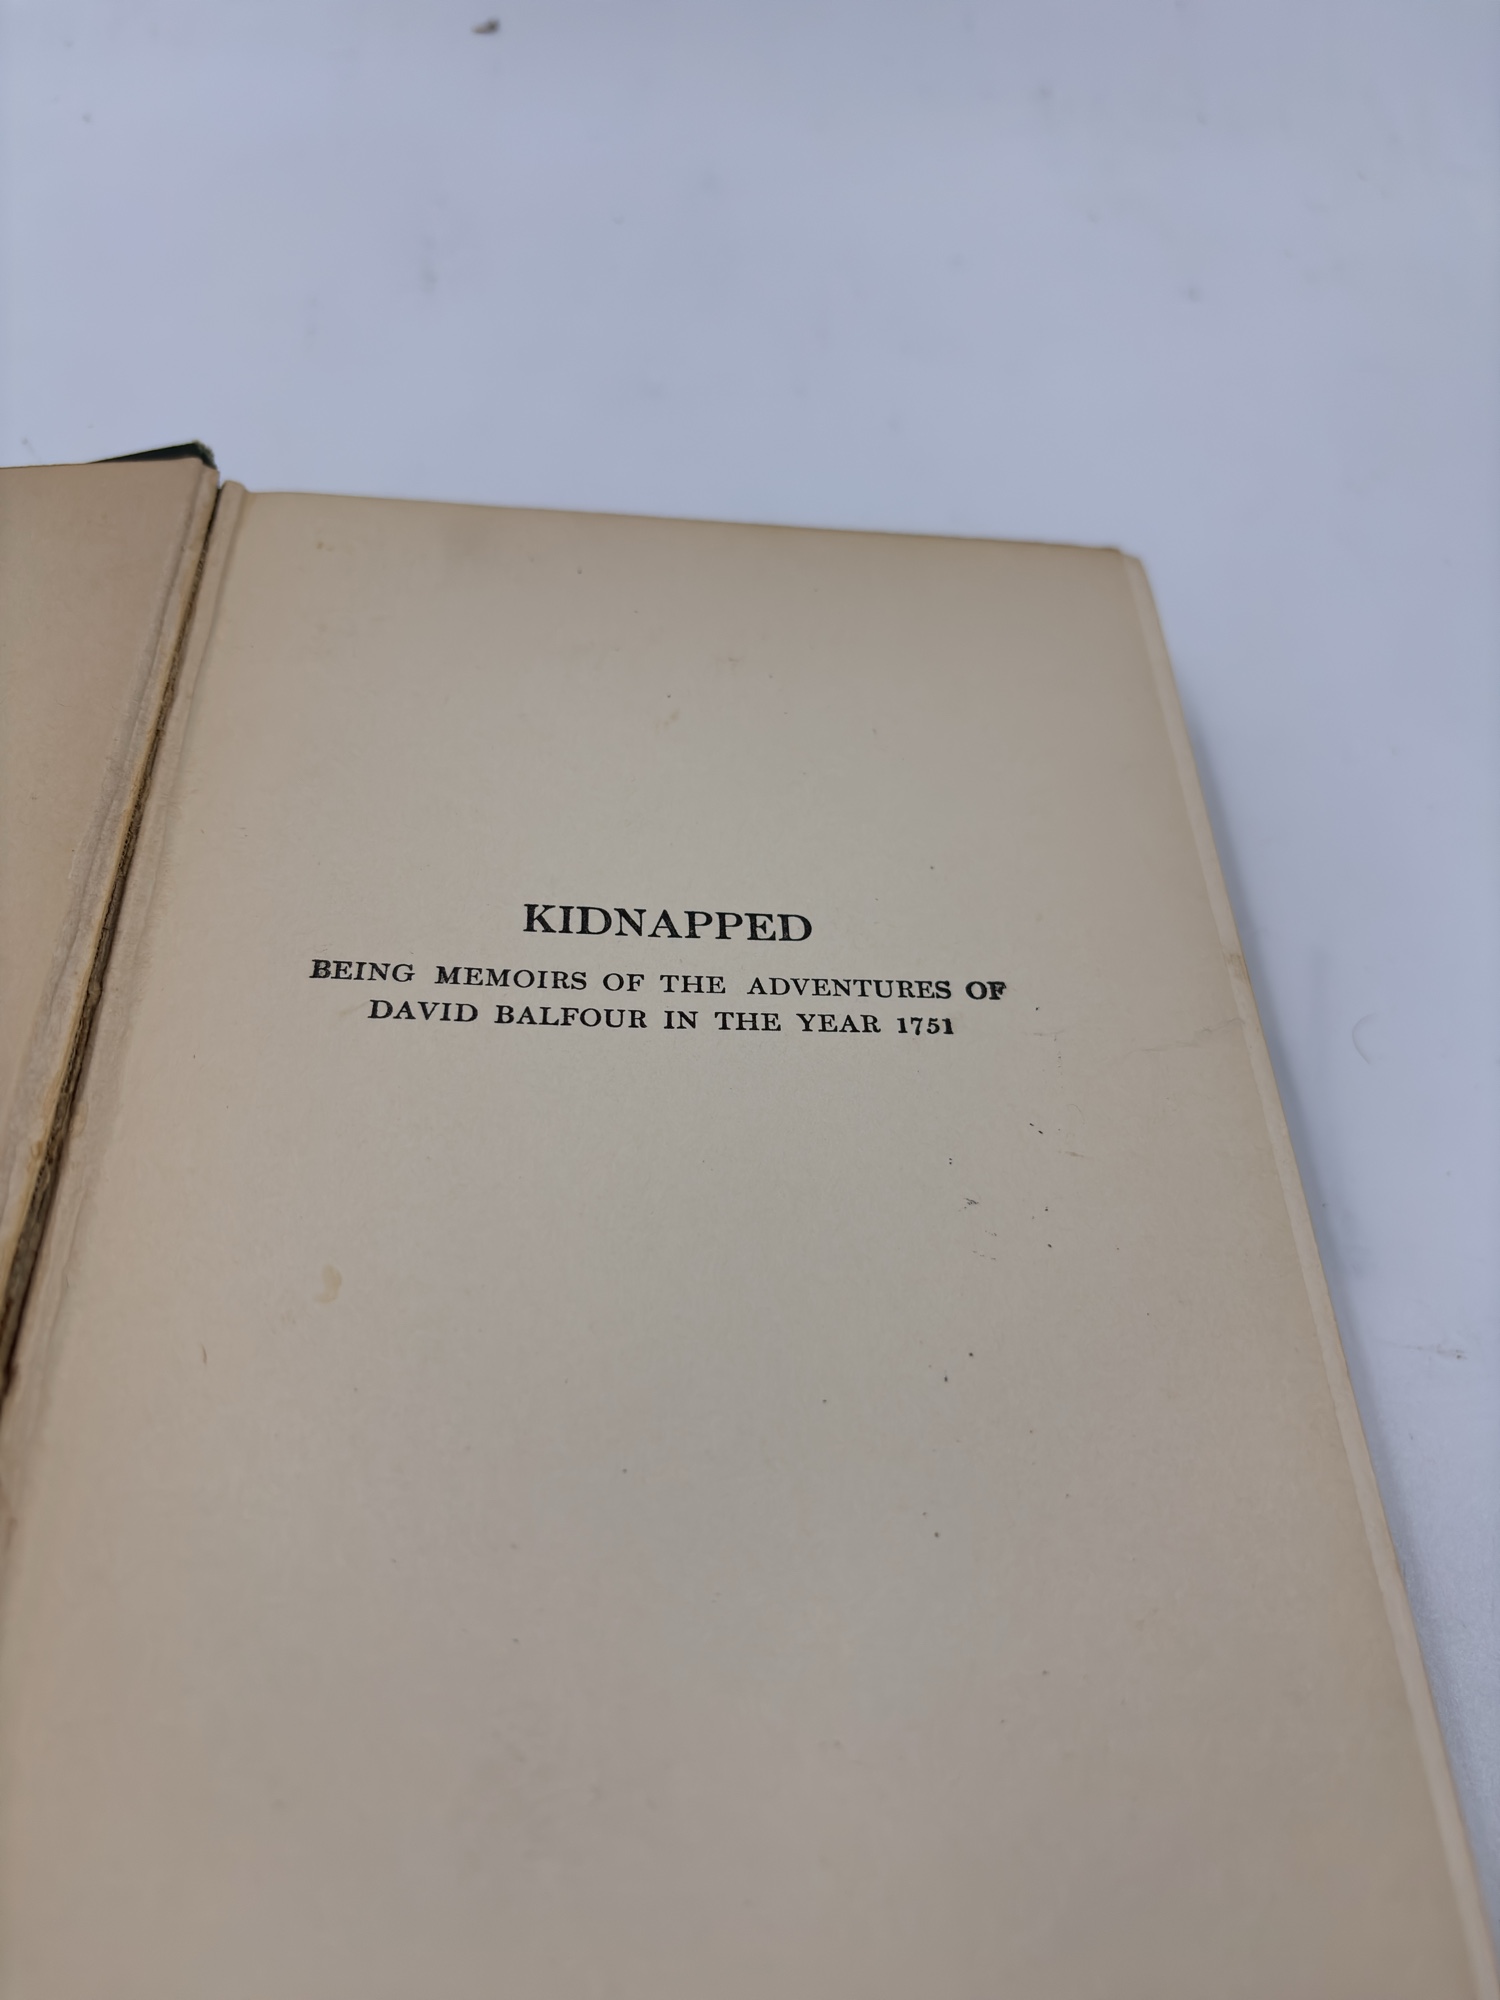 KIDNAPPED
BEING MEMOIRS OF THE ADVENTURES OF
DAVID BALFOUR IN THE YEAR 1751